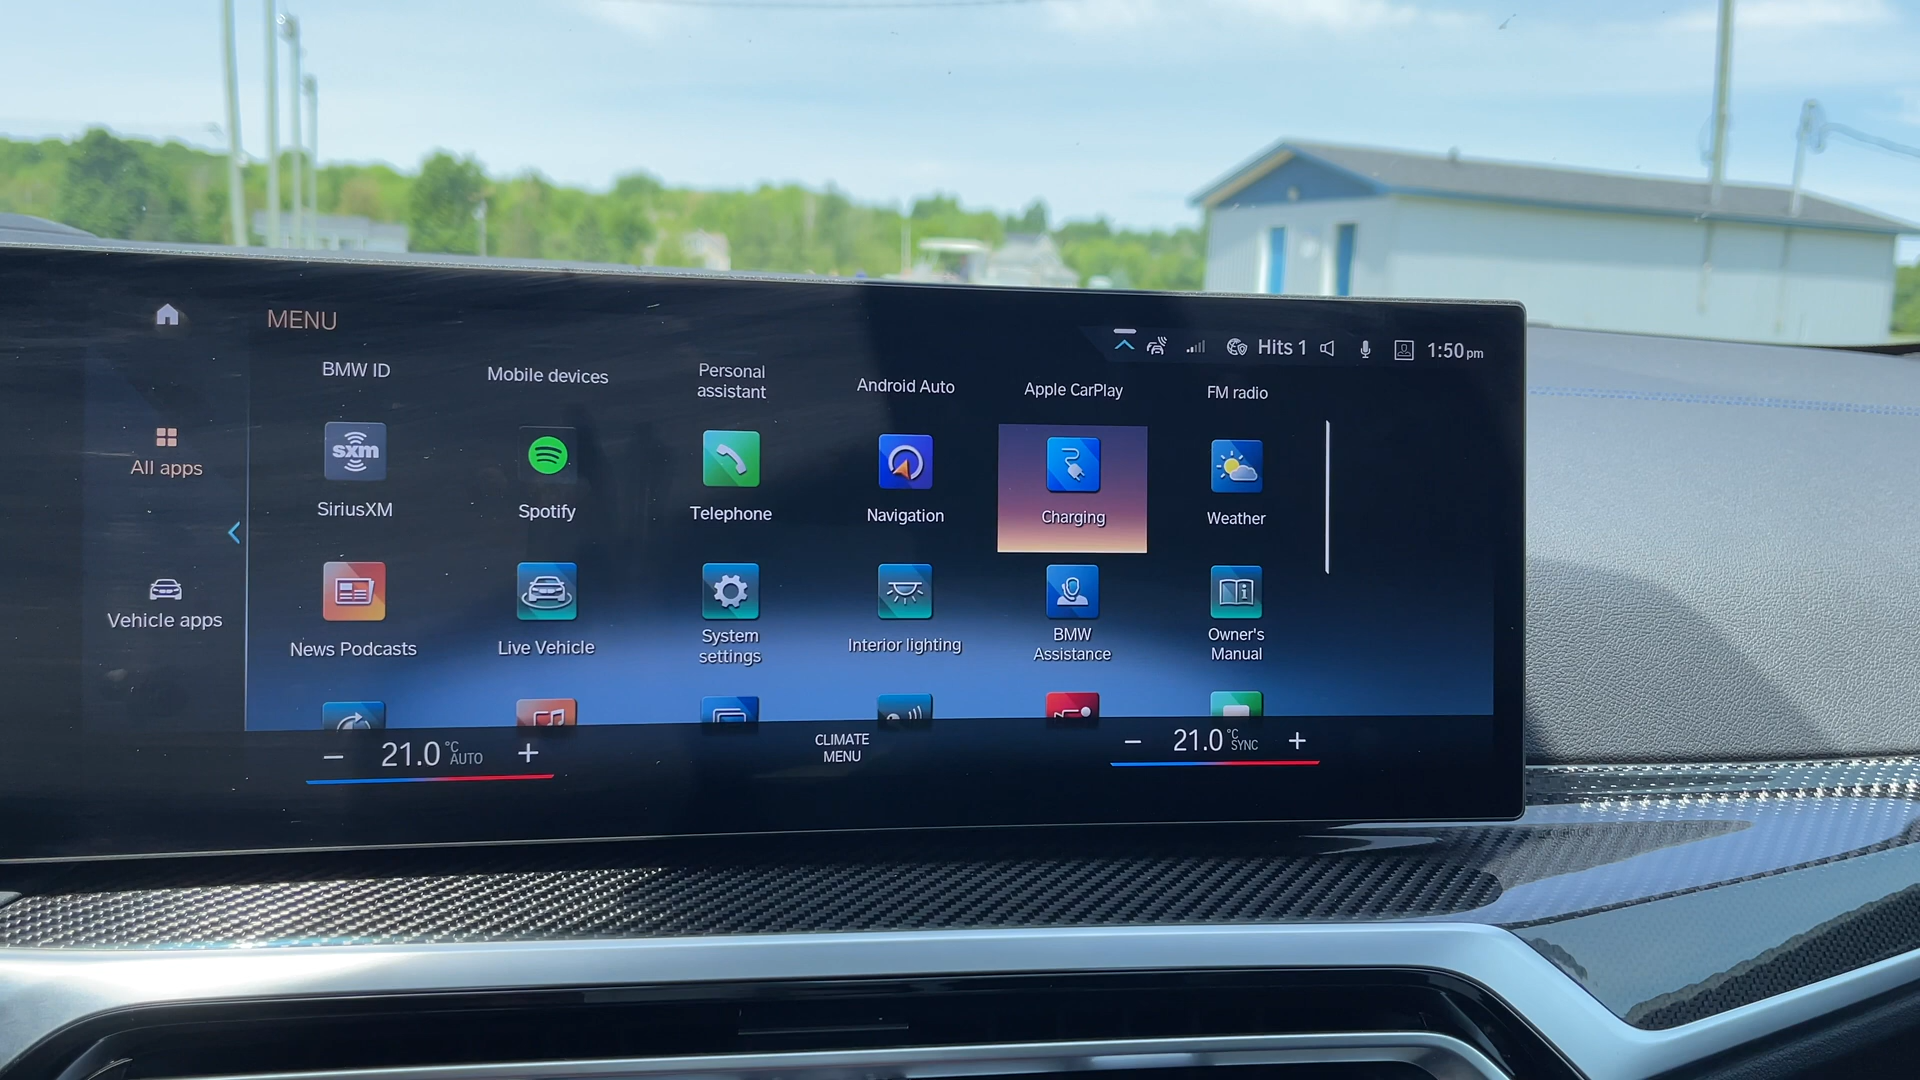 MENU
Hits 1
1:50 pm
BMW ID
Mobile devices
Personal
assistant
Android Auto
Apple CarPlay
FM radio
All apps
sxm
SiriusXM
Spotify
Telephone
Navigation
Charging
Weather
Vehicle apps
News Podcasts
Live Vehicle
System
settings
Interior lighting
BMW
Assistance
Owner's
Manual
– 21.0 °C AUTO +
CLIMATE
MENU
– 21.0 °C SYNC +